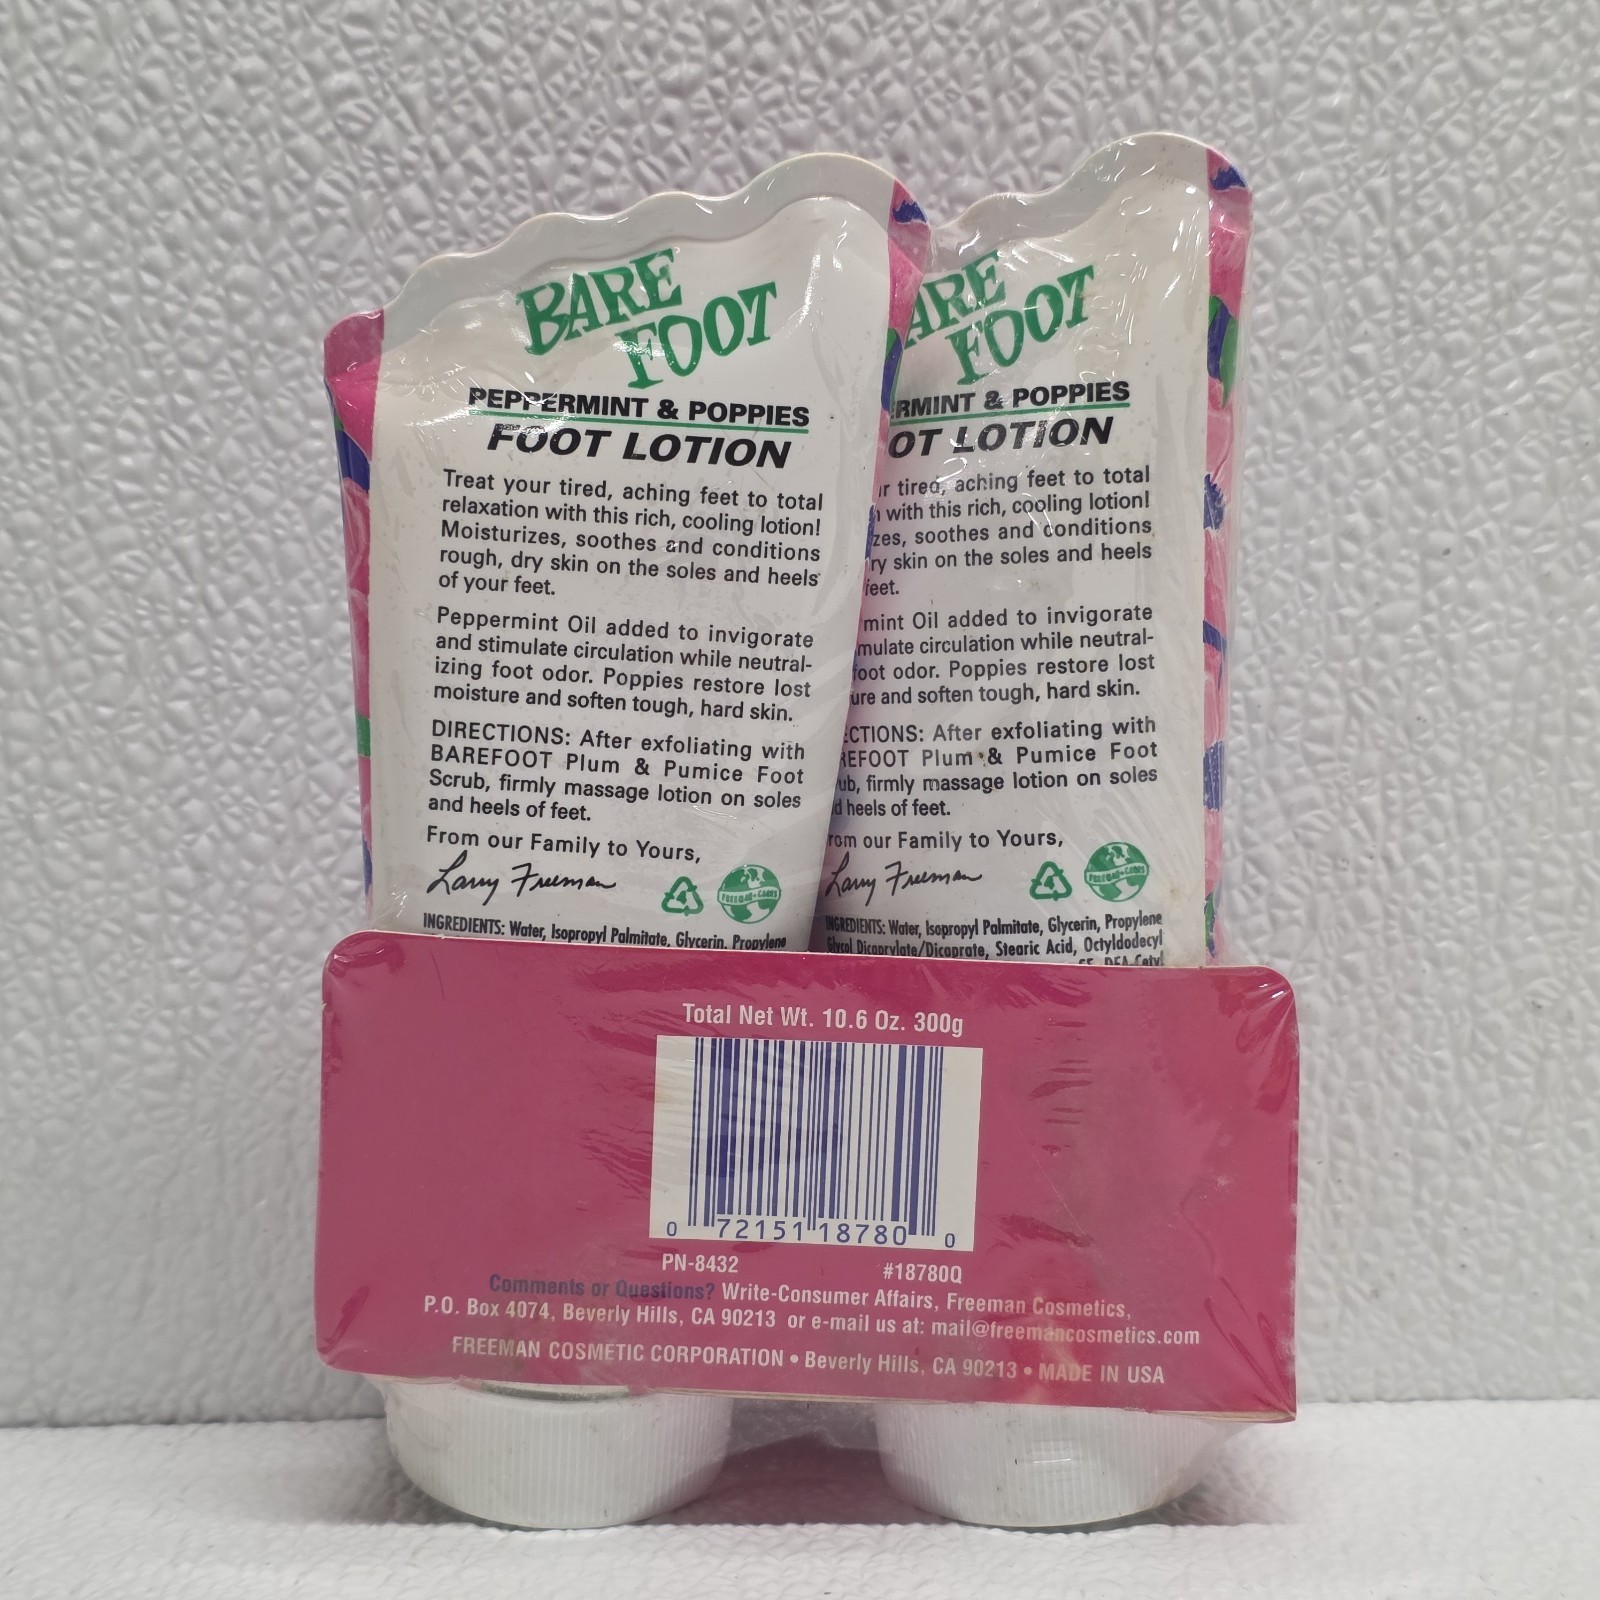 BARE
FOOT
PEPPERMINT & POPPIES
FOOT LOTION
Treat your tired, aching feet to total
relaxation with this rich, cooling lotion!
Moisturizes, soothes and conditions
rough, dry skin on the soles and heels
of your feet.
Peppermint Oil added to invigorate
and stimulate circulation while neutral-
izing foot odor. Poppies restore lost
moisture and soften tough, hard skin.
DIRECTIONS: After exfoliating with
BAREFOOT Plum & Pumice Foot
Scrub, firmly massage lotion on soles
and heels of feet.
From our Family to Yours,
Larry Freeman
4
FREEMAN CARES
INGREDIENTS: Water, Isopropyl Palmitate, Glycerin, Propylene
ARE
FOOT
ERMINT & POPPIES
OT LOTION
ur tired, aching feet to total
n with this rich, cooling lotion!
zes, soothes and conditions
ry skin on the soles and heels
feet.
mint Oil added to invigorate
mulate circulation while neutral-
foot odor. Poppies restore lost
ure and soften tough, hard skin.
ECTIONS: After exfoliating with
REFOOT Plum & Pumice Foot
ub, firmly massage lotion on soles
d heels of feet.
rom our Family to Yours,
Larry Freeman
4
FREEMAN CARES
INGREDIENTS: Water, Isopropyl Palmitate, Glycerin, Propylene
Glycol Dicaprylate/Dicaprate, Stearic Acid, Octyldodecyl
DEA-Cetyl
Total Net Wt. 10.6 Oz. 300g
0 72151 18780 0
PN-8432 #18780Q
Comments or Questions? Write-Consumer Affairs, Freeman Cosmetics,
P.O. Box 4074, Beverly Hills, CA 90213 or e-mail us at: mail@freemancosmetics.com
FREEMAN COSMETIC CORPORATION • Beverly Hills, CA 90213 • MADE IN USA